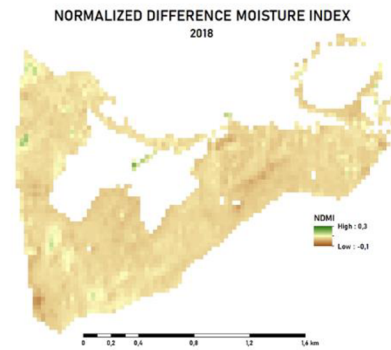 NORMALIZED DIFFERENCE MOISTURE INDEX
2018
NDMI
High : 0,3
Low : -0,1
0 0,2 0,4 0,8 1,2 1,6 km